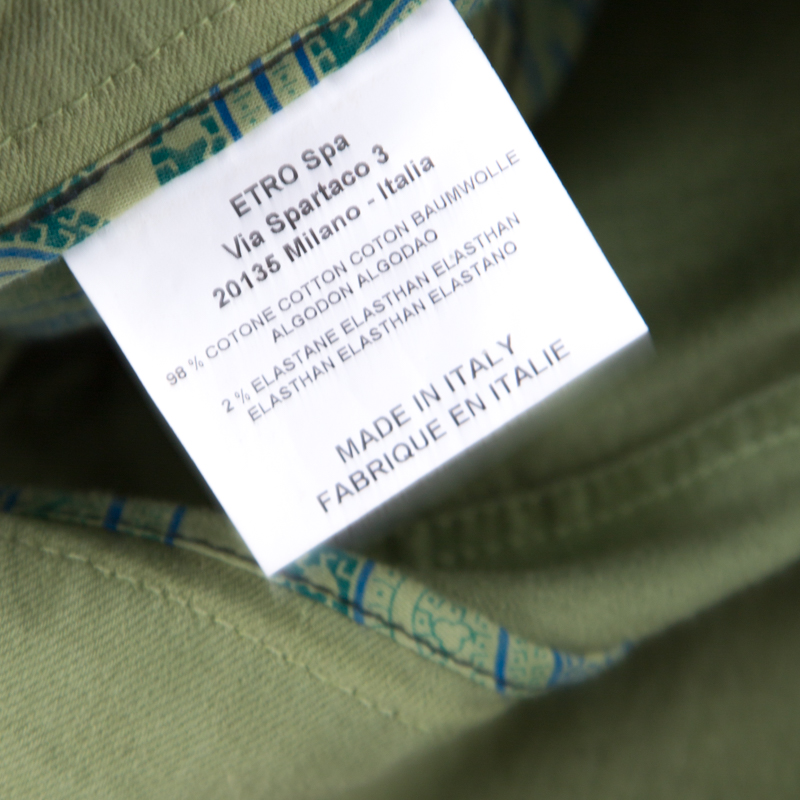 ETRO Spa
Via Spartaco 3
20135 Milano - Italia
98 % COTONE COTTON COTON BAUMWOLLE
ALGODON ALGODAO
2 % ELASTANE ELASTHAN ELASTHAN
ELASTHAN ELASTHAN ELASTANO
MADE IN ITALY
FABRIQUE EN ITALIE